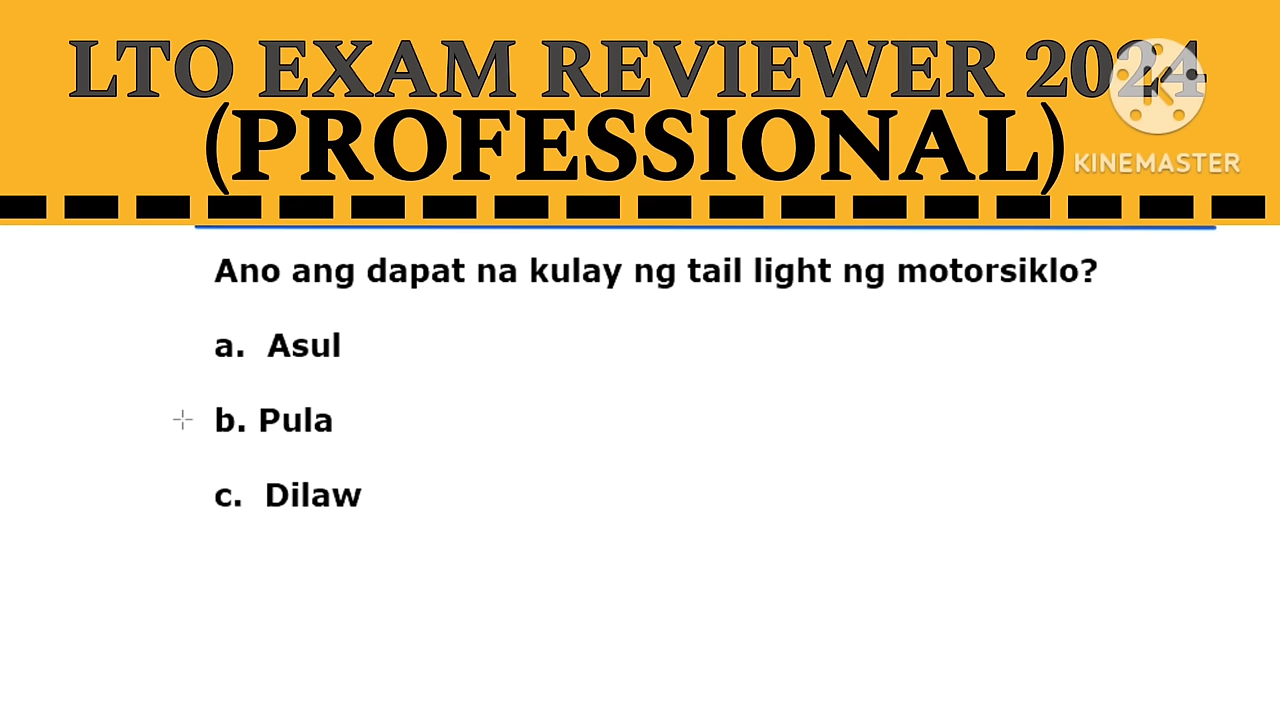 LTO EXAM REVIEWER 2024
(PROFESSIONAL)
KINEMASTER
Ano ang dapat na kulay ng tail light ng motorsiklo?
a. Asul
b. Pula
c. Dilaw